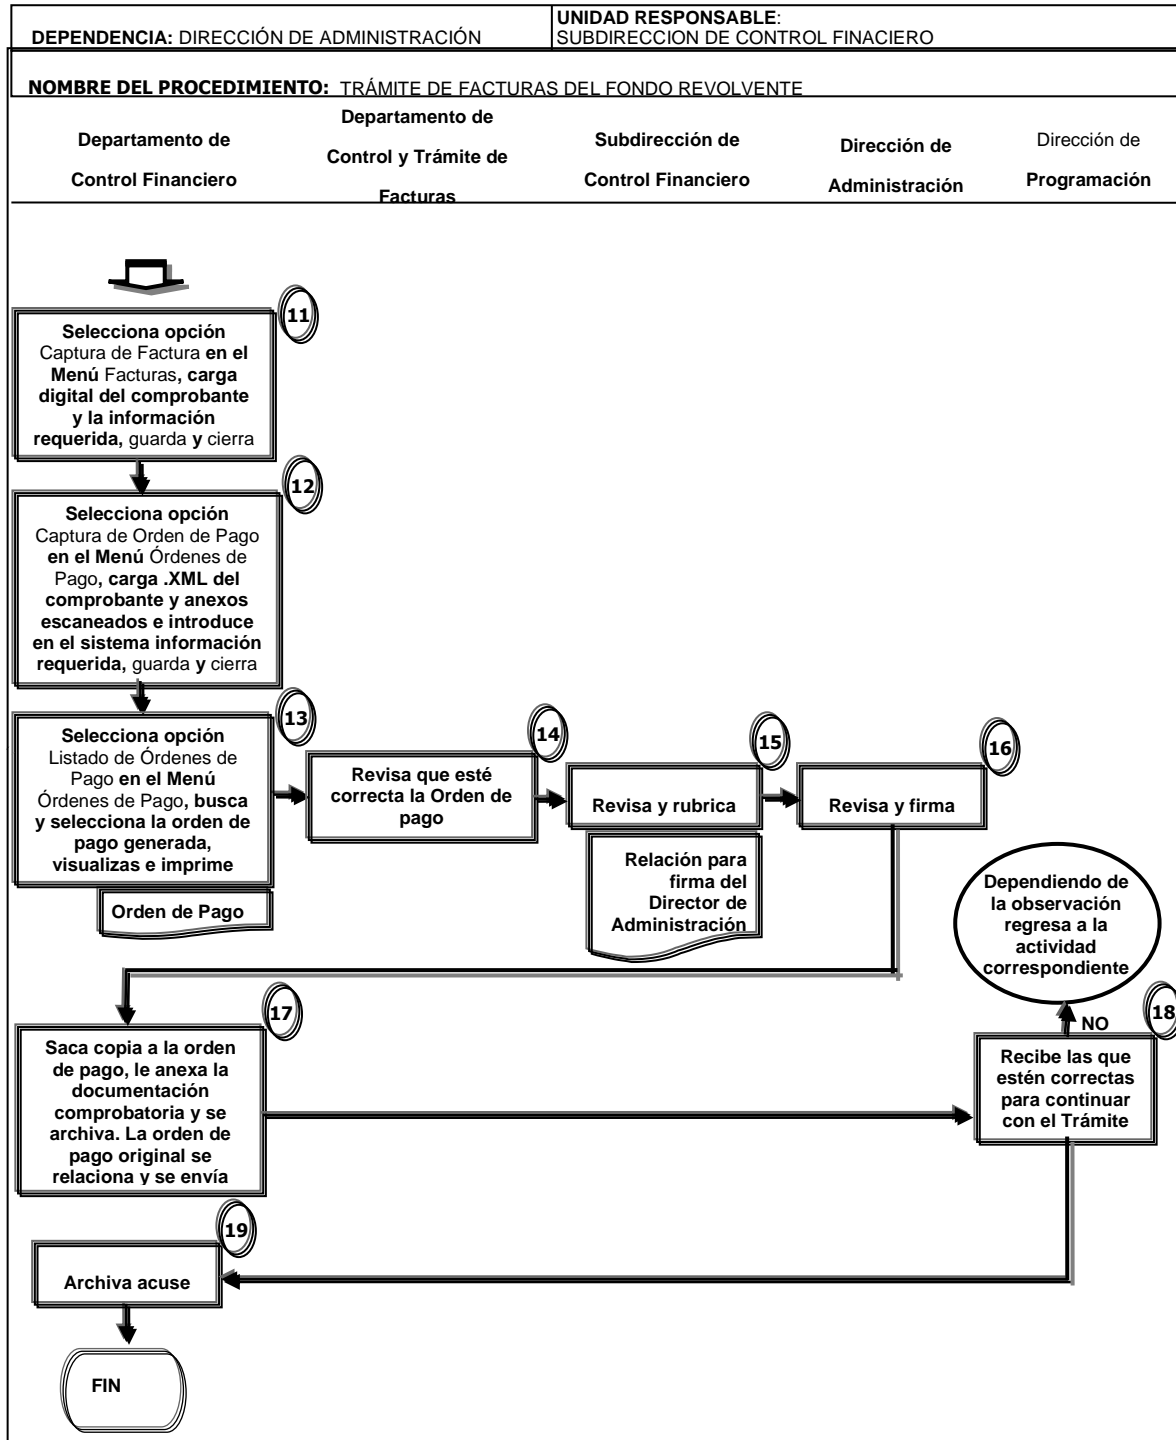 DEPENDENCIA: DIRECCIÓN DE ADMINISTRACIÓN
UNIDAD RESPONSABLE:
SUBDIRECCION DE CONTROL FINACIERO
NOMBRE DEL PROCEDIMIENTO: TRÁMITE DE FACTURAS DEL FONDO REVOLVENTE
Departamento de
Control Financiero
Departamento de
Control y Trámite de
Facturas
Subdirección de
Control Financiero
Dirección de
Administración
Dirección de
Programación
11
Selecciona opción
Captura de Factura en el
Menú Facturas, carga
digital del comprobante
y la información
requerida, guarda y cierra
12
Selecciona opción
Captura de Orden de Pago
en el Menú Órdenes de
Pago, carga .XML del
comprobante y anexos
escaneados e introduce
en el sistema información
requerida, guarda y cierra
13
Selecciona opción
Listado de Órdenes de
Pago en el Menú
Órdenes de Pago, busca
y selecciona la orden de
pago generada,
visualizas e imprime
Orden de Pago
14
Revisa que esté
correcta la Orden de
pago
15
Revisa y rubrica
Relación para
firma del
Director de
Administración
16
Revisa y firma
Dependiendo de
la observación
regresa a la
actividad
correspondiente
17
Saca copia a la orden
de pago, le anexa la
documentación
comprobatoria y se
archiva. La orden de
pago original se
relaciona y se envía
NO
18
Recibe las que
estén correctas
para continuar
con el Trámite
19
Archiva acuse
FIN